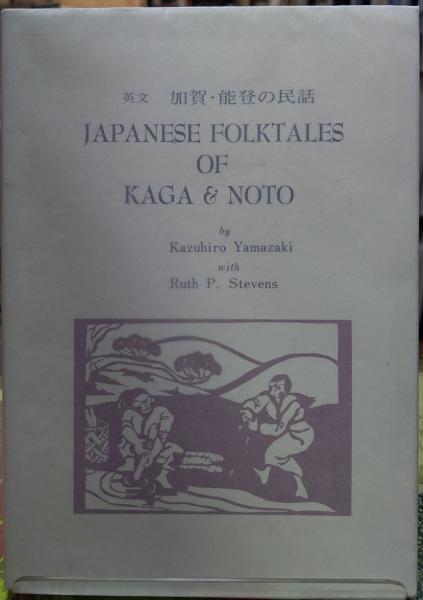 英文 加賀・能登の民話
JAPANESE FOLKTALES
OF
KAGA & NOTO
by
Kazuhiro Yamazaki
with
Ruth P. Stevens